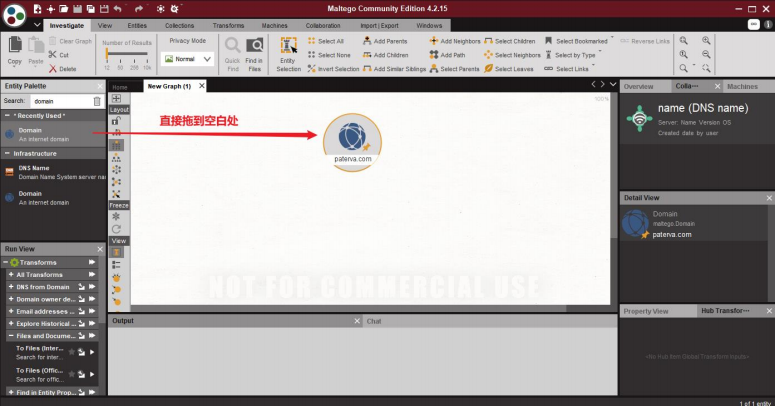 Maltego Community Edition 4.2.15
Investigate View Entities Collections Transforms Machines Collaboration Import | Export Windows
Copy Paste Clear Graph Cut Delete
Number of Results
12 50 255 10k
Privacy Mode
Normal
Quick Find
Find in Files
Entity Selection
Select All
Select None
Invert Selection
Add Parents
Add Children
Add Similar Siblings
Add Neighbors
Add Path
Select Parents
Select Children
Select Neighbors
Select Leaves
Select Bookmarked
Select by Type
Select Links
Reverse Links
Entity Palette
Search: domain
* Recently Used *
Domain
An internet domain
Infrastructure
DNS Name
Domain Name System server nam
Domain
An internet domain
Run View
Transforms
+ All Transforms
+ DNS from Domain
+ Domain owner de...
+ Email addresses ...
+ Explore Historical ...
− Files and Docume...
To Files (Inter...
Search for inter...
To Files (Offic...
Search for offic...
+ Find in Entity Prop...
Home
New Graph (1)
Layout
Freeze
View
100%
直接拖到空白处
paterva.com
NOT FOR COMMERCIAL USE
Output
Chat
Overview Colla... Machines
name (DNS name)
Server: Name Version OS
Created date by user
Detail View
Domain
maltego.Domain
paterva.com
Property View Hub Transfor...
<No Hub Item Global Transform Inputs>
1 of 1 entity